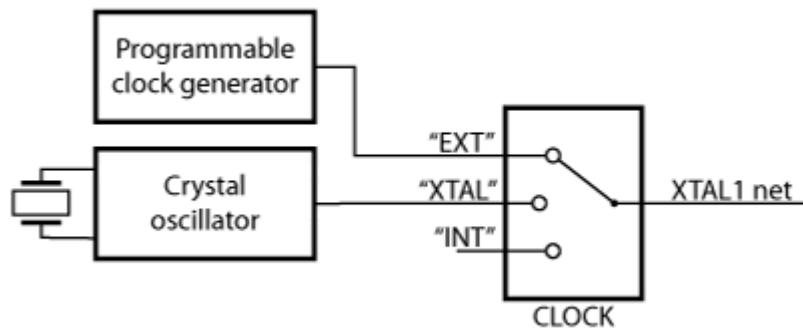 Programmable
clock generator
"EXT"
Crystal
oscillator
"XTAL"
XTAL1 net
"INT"
CLOCK